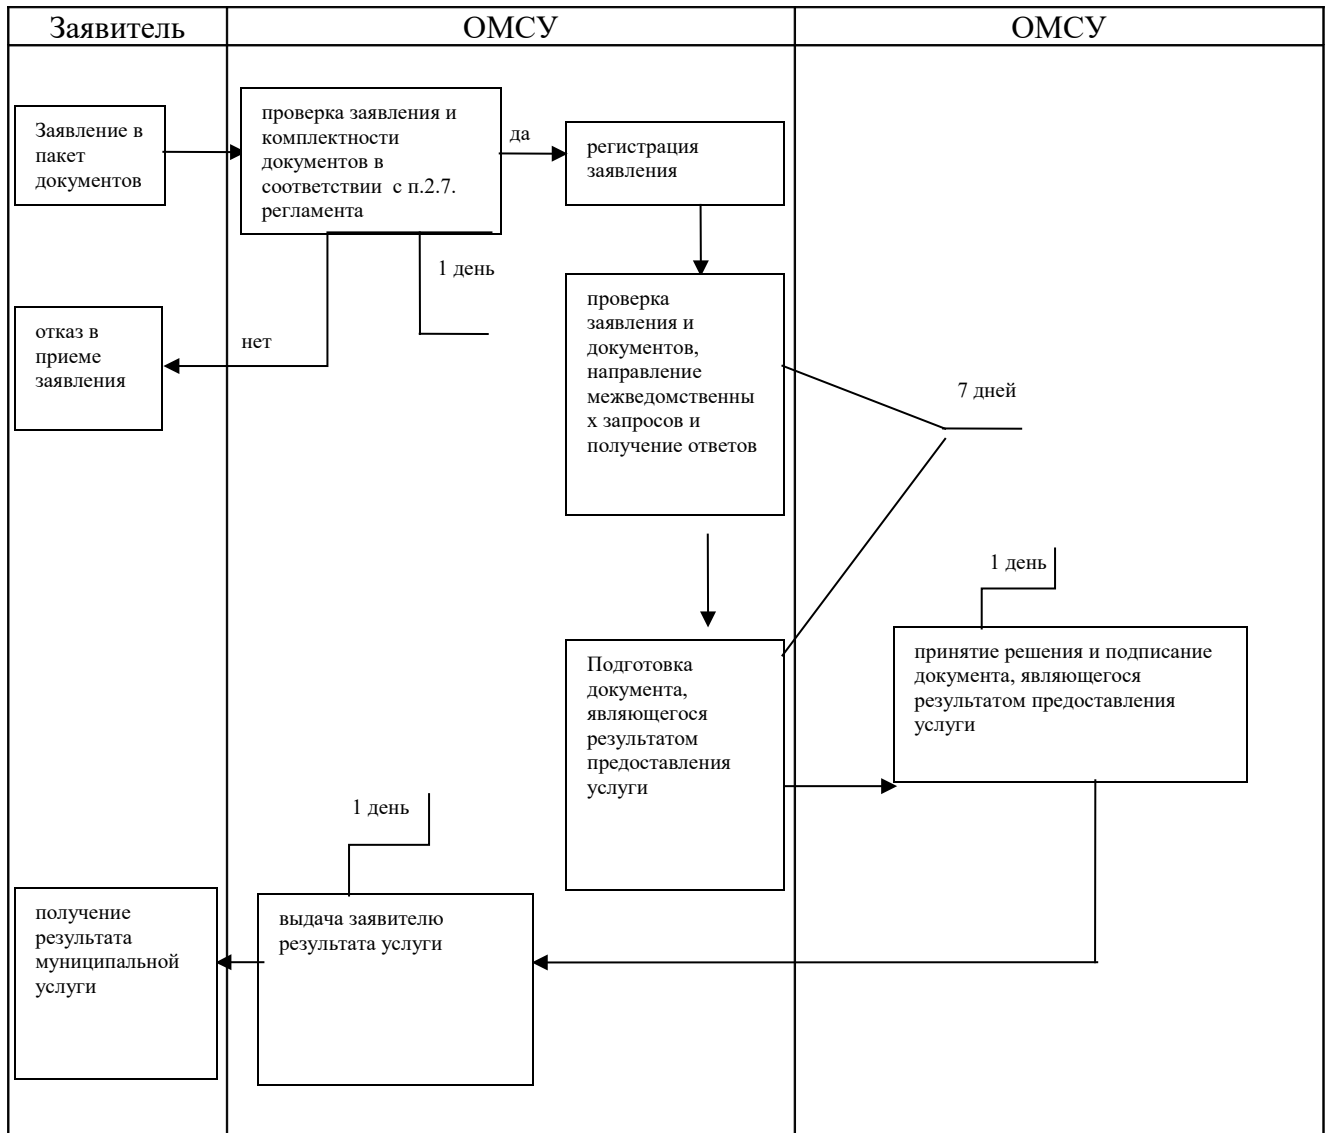 Заявитель
ОМСУ
ОМСУ
Заявление в
пакет
документов
проверка заявления и
комплектности
документов в
соответствии с п.2.7.
регламента
да
регистрация
заявления
1 день
отказ в
приеме
заявления
нет
проверка
заявления и
документов,
направление
межведомственны
х запросов и
получение ответов
7 дней
1 день
Подготовка
документа,
являющегося
результатом
предоставления
услуги
принятие решения и подписание
документа, являющегося
результатом предоставления
услуги
1 день
получение
результата
муниципальной
услуги
выдача заявителю
результата услуги